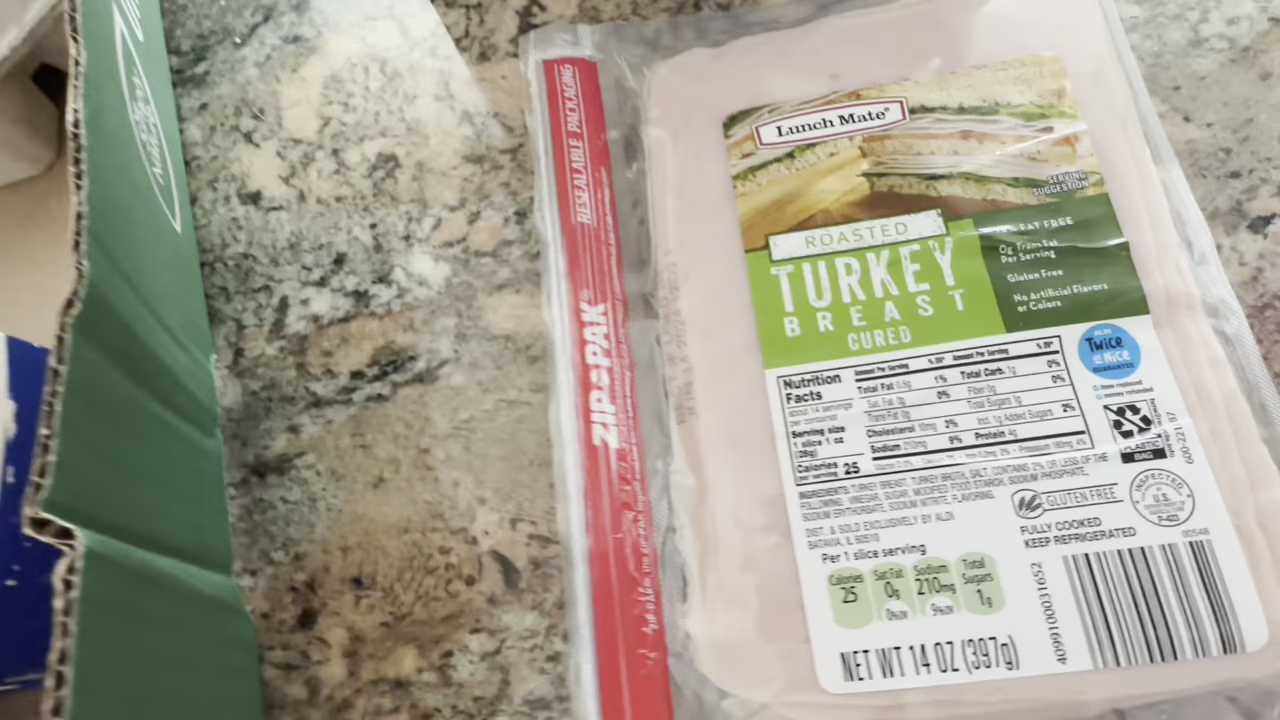 RESEALABLE PACKAGING
ZIP-PAK
Lunch Mate®
SERVING
SUGGESTION
ROASTED
TURKEY
BREAST
CURED
FAT FREE
0g Trans Fat
Per Serving
Gluten Free
No Artificial Flavors
or Colors
ALDI
Twice
as Nice
GUARANTEE
item replaced
money refunded
Nutrition
Facts
about 14 servings
per container
Serving size
1 slice 1 oz
(28g)
Calories
per serving 25
Amount Per Serving % DV* Amount Per Serving % DV*
Total Fat 0.5g 1% Total Carb. 1g 0%
Sat. Fat 0g 0% Fiber 0g 0%
Trans Fat 0g Total Sugars 1g
Cholesterol 10mg 3% Incl. 1g Added Sugars 2%
Sodium 210mg 9% Protein 4g
INGREDIENTS: TURKEY BREAST, TURKEY BROTH, SALT, CONTAINS 2% OR LESS OF THE
FOLLOWING: VINEGAR, SUGAR, MODIFIED FOOD STARCH, SODIUM PHOSPHATE,
SODIUM ERYTHORBATE, SODIUM NITRITE, FLAVORING.
DIST. & SOLD EXCLUSIVELY BY ALDI
BATAVIA, IL 60510
PLASTIC
BAG
GLUTEN FREE
INSPECTED
U.S.
P-423
FULLY COOKED
KEEP REFRIGERATED
00548
Per 1 slice serving
Calories
25
Sat Fat
0g
0%DV
Sodium
210mg
9%DV
Total
Sugars
1g
NET WT 14 OZ (397g)
4099100031652